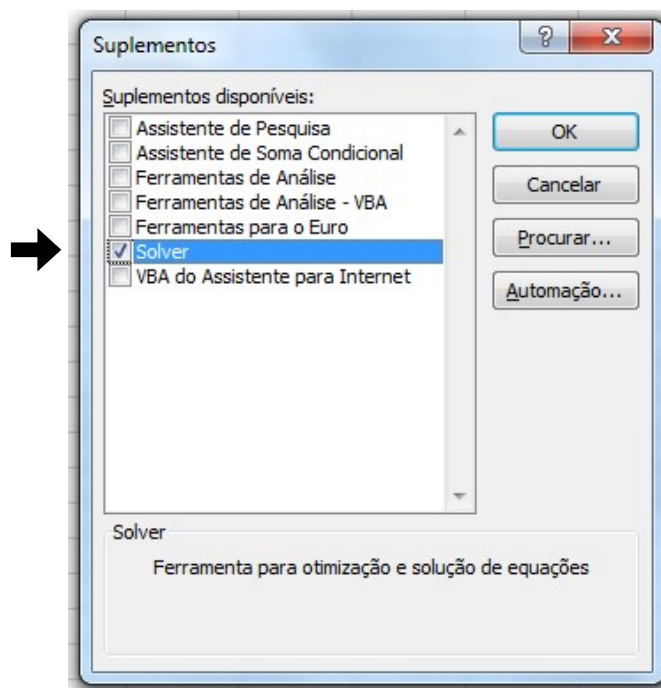 Suplementos
Suplementos disponíveis:
Assistente de Pesquisa
Assistente de Soma Condicional
Ferramentas de Análise
Ferramentas de Análise - VBA
Ferramentas para o Euro
Solver
VBA do Assistente para Internet
OK
Cancelar
Procurar...
Automação...
Solver
Ferramenta para otimização e solução de equações